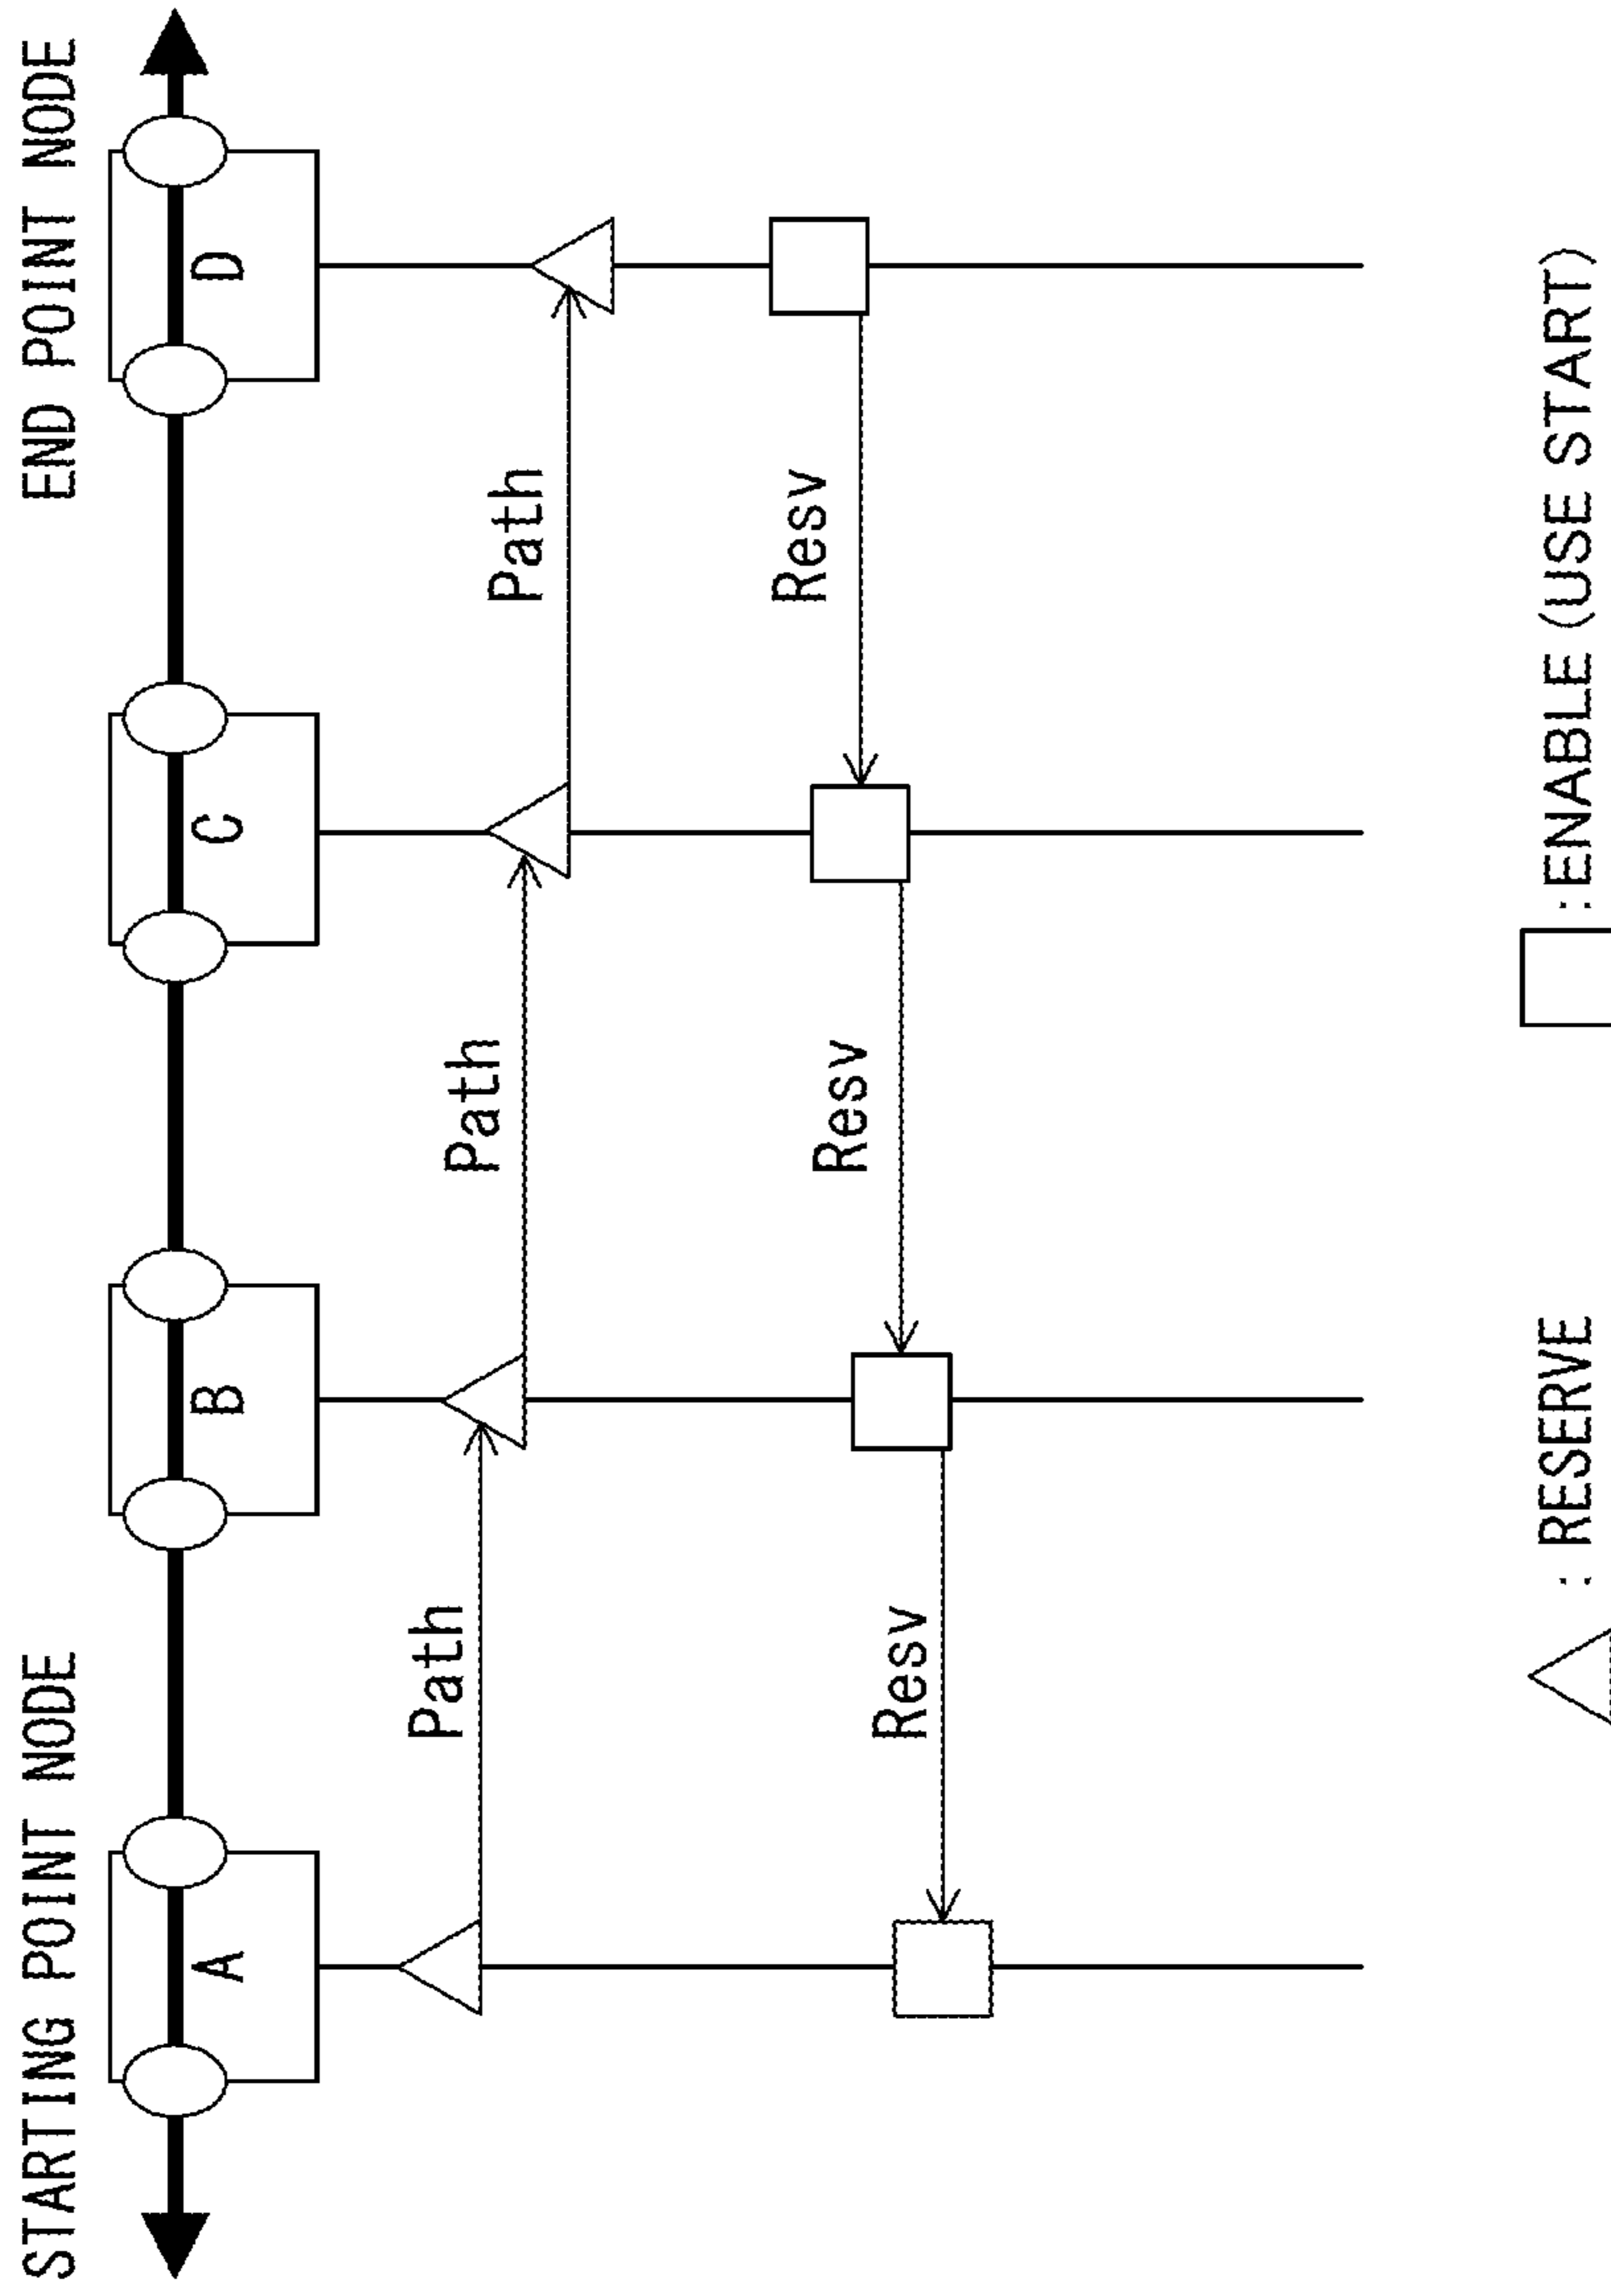 STARTING POINT NODE
END POINT NODE
A
B
C
D
Path
Path
Path
Resv
Resv
Resv
: RESERVE
:ENABLE (USE START)